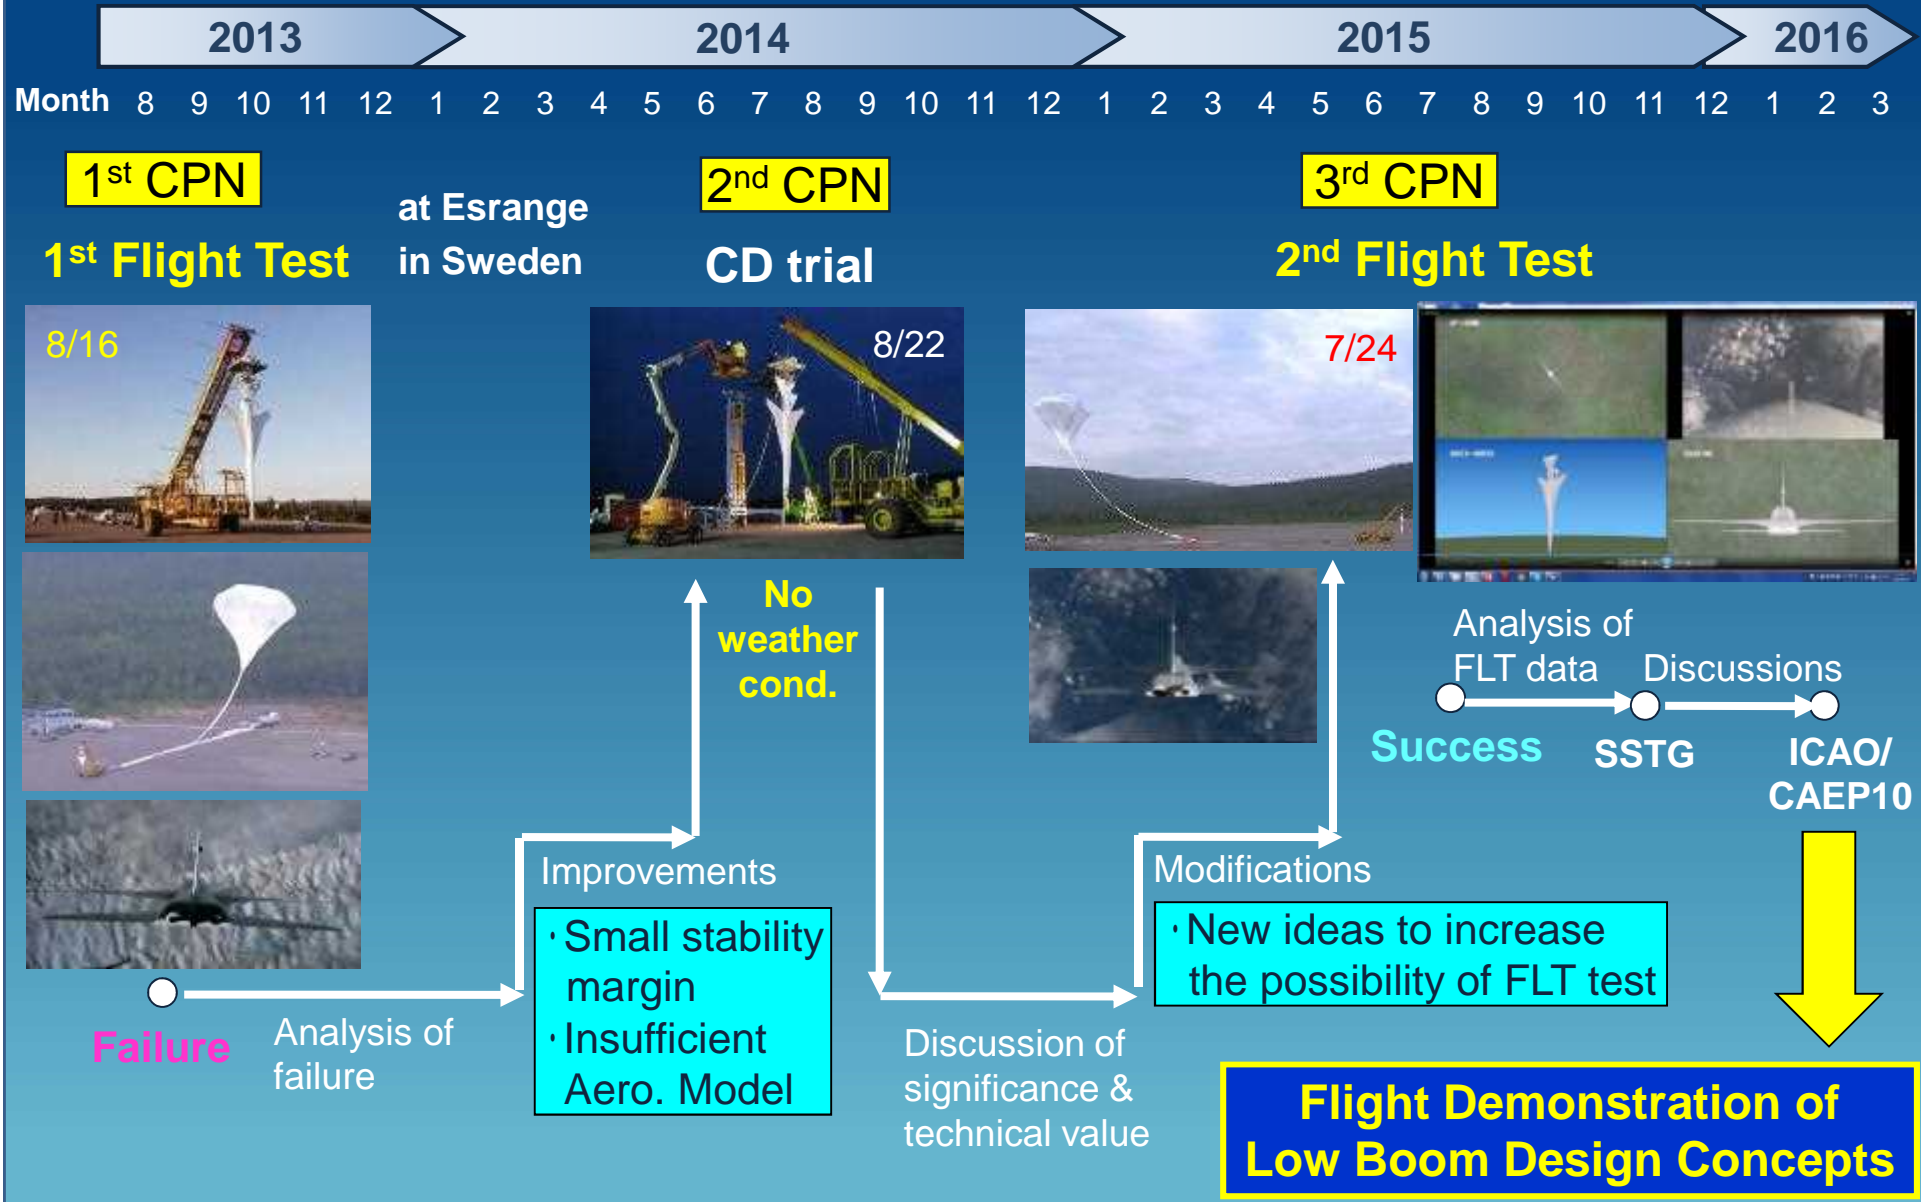 2013 2014 2015 2016
Month 8 9 10 11 12 1 2 3 4 5 6 7 8 9 10 11 12 1 2 3 4 5 6 7 8 9 10 11 12 1 2 3
1st CPN
at Esrange
in Sweden
2nd CPN
3rd CPN
1st Flight Test
CD trial
2nd Flight Test
8/16
8/22
7/24
No
weather
cond.
Analysis of
FLT data
Discussions
Success
SSTG
ICAO/
CAEP10
Improvements
・Small stability
margin
・Insufficient
Aero. Model
Modifications
・New ideas to increase
the possibility of FLT test
Failure
Analysis of
failure
Discussion of
significance &
technical value
Flight Demonstration of
Low Boom Design Concepts